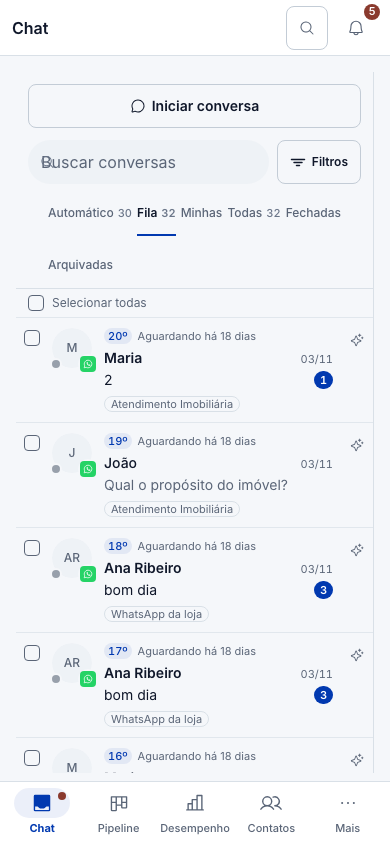 Chat
5
Iniciar conversa
Buscar conversas
Filtros
Automático 30 Fila 32 Minhas Todas 32 Fechadas
Arquivadas
Selecionar todas
20º Aguardando há 18 dias
M
Maria 03/11
2 1
Atendimento Imobiliária
19º Aguardando há 18 dias
J
João 03/11
Qual o propósito do imóvel?
Atendimento Imobiliária
18º Aguardando há 18 dias
AR
Ana Ribeiro 03/11
bom dia 3
WhatsApp da loja
17º Aguardando há 18 dias
AR
Ana Ribeiro 03/11
bom dia 3
WhatsApp da loja
16º Aguardando há 18 dias
M
Chat Pipeline Desempenho Contatos Mais